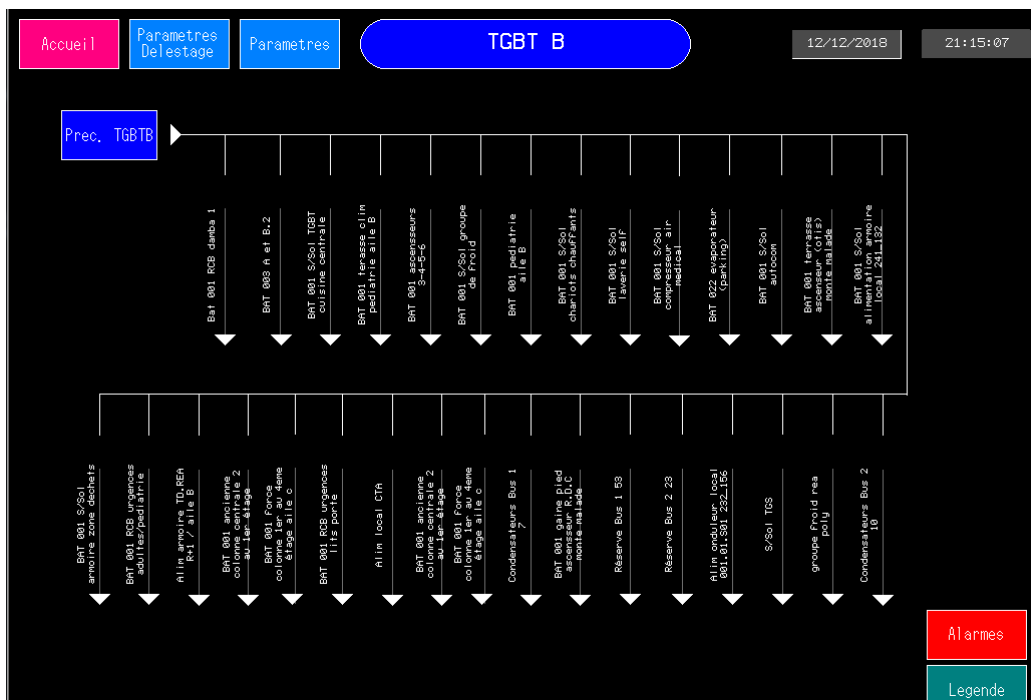 Accueil
Parametres
Delestage
Parametres
TGBT B
12/12/2018
21:15:07
Prec. TGBTB
Bat 001 RCB damba 1
BAT 003 A et B.2
BAT 001 S/Sol TGBT
cuisine centrale
BAT 001 terasse clim
pediatrie aile B
BAT 001 ascensseurs
3-4-5-6
BAT 001 S/Sol groupe
de froid
BAT 001 pediatrie
aile B
BAT 001 S/Sol
chariots chauffants
BAT 001 S/Sol
laverie self
BAT 001 S/Sol
compresseur air
medical
BAT 022 evaporateur
(parking)
BAT 001 S/Sol
autocom
BAT 001 terrasse
ascenseur (otis)
monte malade
BAT 001 S/Sol
alimentation armoire
local 241_132
BAT 001 S/Sol
armoire zone dechets
BAT 001 RCB urgences
adultes/pediatrie
Alim armoire TD.REA
R+1 / aile B
BAT 001 ancienne
colonne centrale 2
au 1er étage
BAT 001 Force
colonne 1er au 4eme
étage aile c
BAT 001 RCB urgences
lits porte
Alim local CTA
BAT 001 ancienne
colonne centrale 2
au 1er étage
BAT 001 Force
colonne 1er au 4eme
étage aile c
Condensateurs Bus 1
7
BAT 001 gaine pied
ascensseur R.D.C
monte malade
Réserve Bus 1 53
Réserve Bus 2 23
Alim onduleur local
001.01.S01 232_156
S/Sol TGS
groupe froid rea
poly
Condensateurs Bus 2
10
Alarmes
Legende